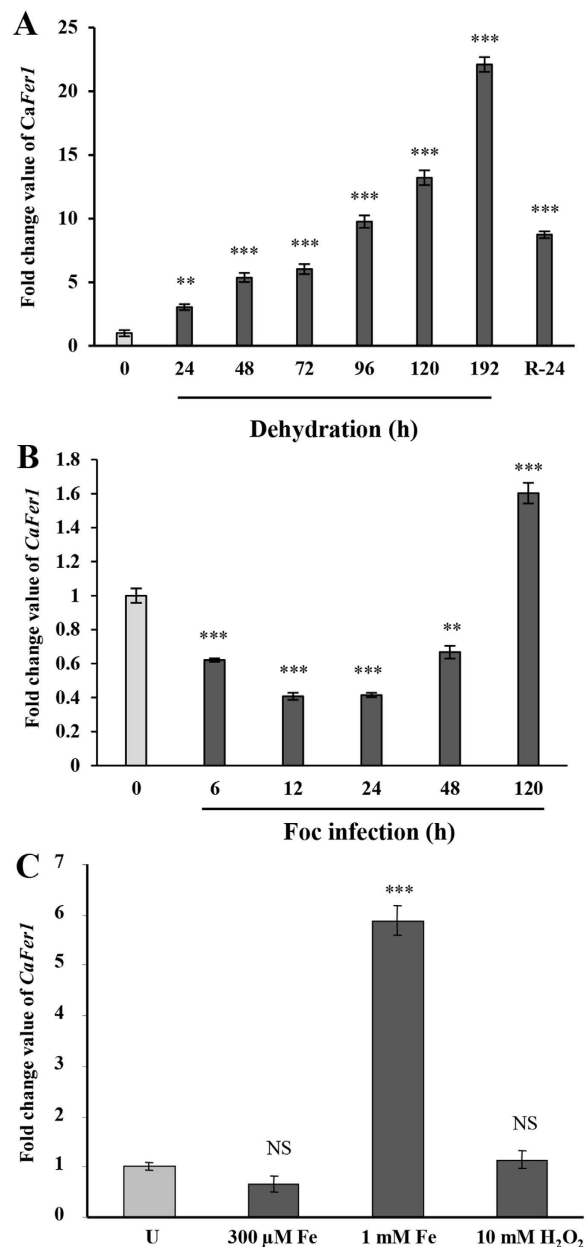 A
Fold change value of CaFer1
25
20
15
10
5
0
**
***
***
***
***
***
***
0 24 48 72 96 120 192 R-24
Dehydration (h)
B
Fold change value of CaFer1
1.8
1.6
1.4
1.2
1
0.8
0.6
0.4
0.2
0
***
***
***
**
***
0 6 12 24 48 120
Foc infection (h)
C
Fold change value of CaFer1
7
6
5
4
3
2
1
0
NS
***
NS
U 300 µM Fe 1 mM Fe 10 mM H₂O₂